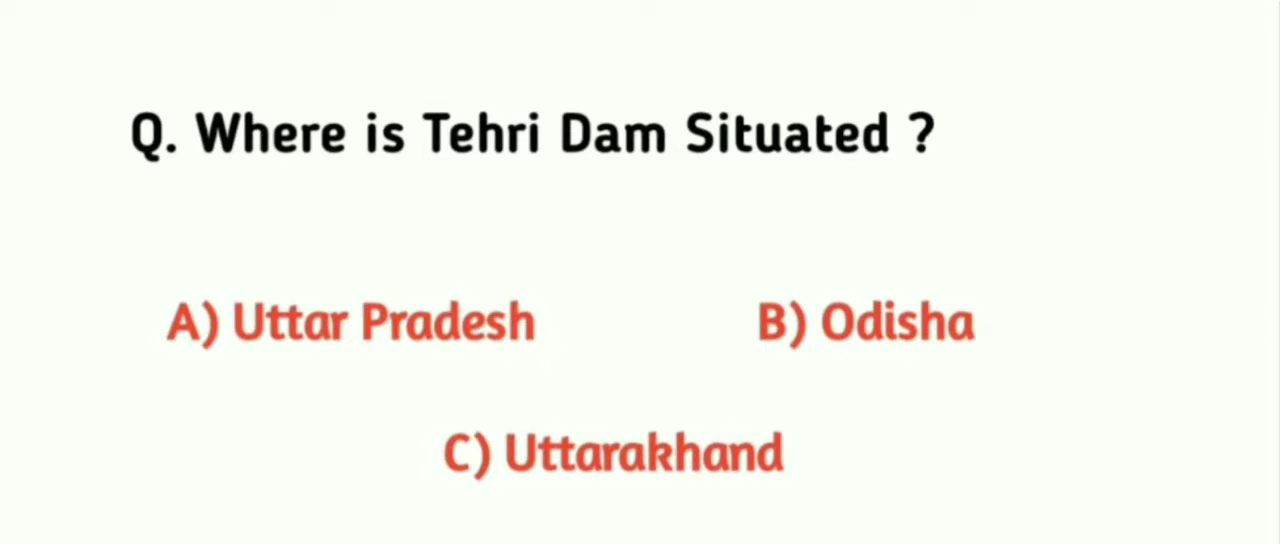 Q. Where is Tehri Dam Situated ?
A) Uttar Pradesh B) Odisha
C) Uttarakhand